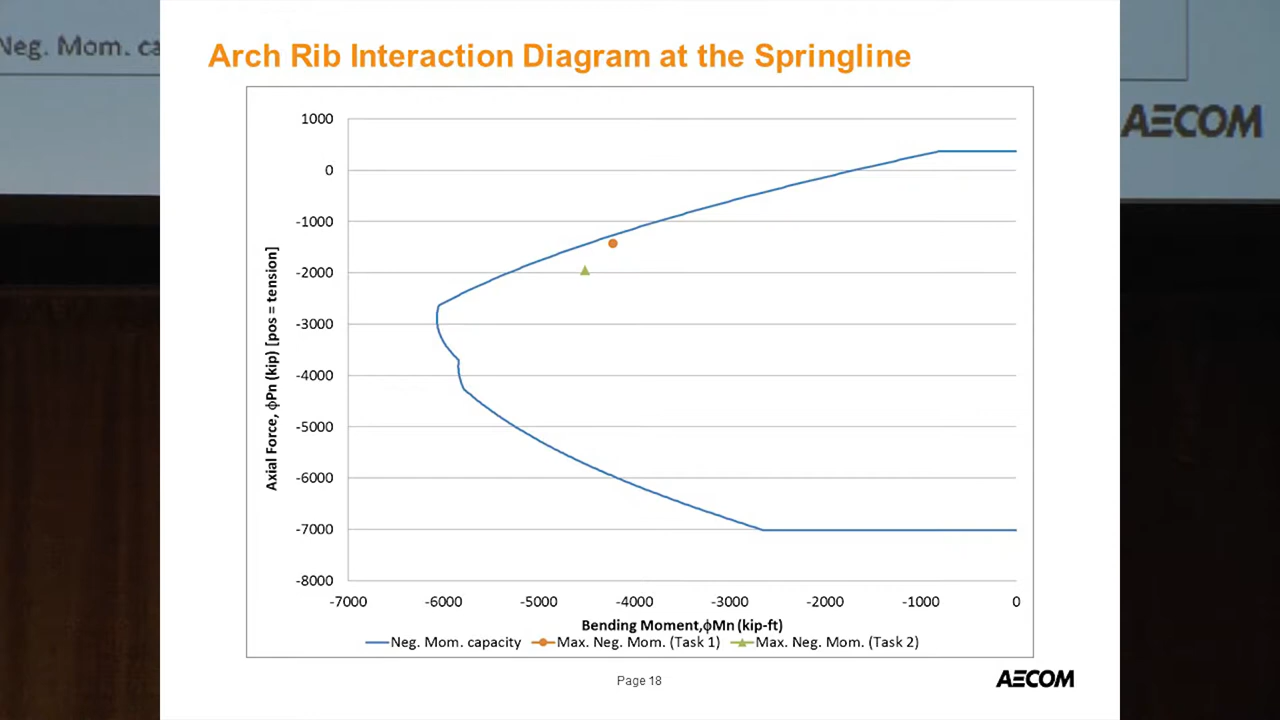 Neg. Mom. ca
Arch Rib Interaction Diagram at the Springline
AECOM
1000
0
-1000
-2000
-3000
-4000
-5000
-6000
-7000
-8000
Axial Force, ϕPn (kip) [pos = tension]
-7000 -6000 -5000 -4000 -3000 -2000 -1000 0
Bending Moment,ϕMn (kip-ft)
Neg. Mom. capacity Max. Neg. Mom. (Task 1) Max. Neg. Mom. (Task 2)
Page 18
AECOM